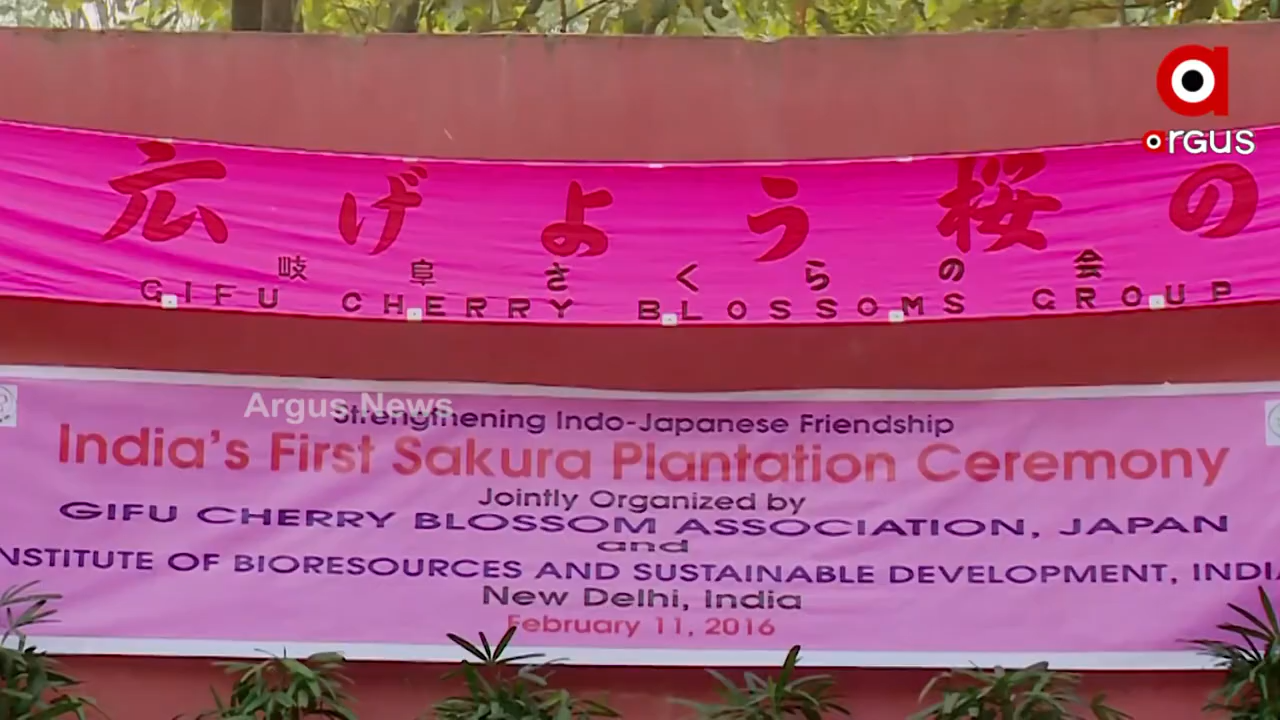 argus
広げよう桜の
岐阜さくらの会
GIFU CHERRY BLOSSOMS GROUP
Argus News
Strengthening Indo-Japanese Friendship
India's First Sakura Plantation Ceremony
Jointly Organized by
GIFU CHERRY BLOSSOM ASSOCIATION, JAPAN
and
NSTITUTE OF BIORESOURCES AND SUSTAINABLE DEVELOPMENT, INDIA
New Delhi, India
February 11, 2016